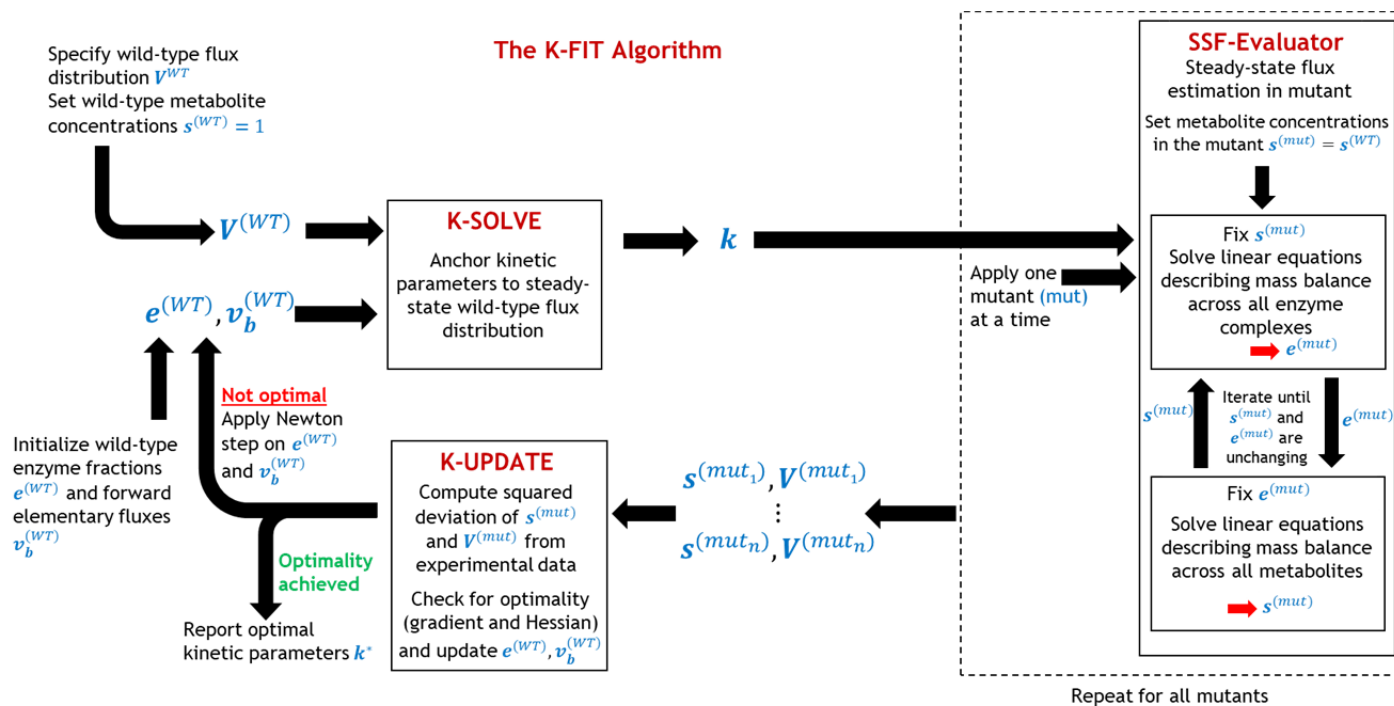 The K-FIT Algorithm
Specify wild-type flux
distribution V^WT
Set wild-type metabolite
concentrations s^(WT) = 1
V^(WT)
e^(WT), v_b^(WT)
K-SOLVE
Anchor kinetic
parameters to steady-
state wild-type flux
distribution
k
Apply one
mutant (mut)
at a time
SSF-Evaluator
Steady-state flux
estimation in mutant
Set metabolite concentrations
in the mutant s^(mut) = s^(WT)
Fix s^(mut)
Solve linear equations
describing mass balance
across all enzyme
complexes
e^(mut)
s^(mut)
Iterate until
s^(mut) and
e^(mut) are
unchanging
e^(mut)
Fix e^(mut)
Solve linear equations
describing mass balance
across all metabolites
s^(mut)
Repeat for all mutants
s^(mut_1), V^(mut_1)
⋮
s^(mut_n), V^(mut_n)
K-UPDATE
Compute squared
deviation of s^(mut)
and V^(mut) from
experimental data
Check for optimality
(gradient and Hessian)
and update e^(WT), v_b^(WT)
Not optimal
Apply Newton
step on e^(WT)
and v_b^(WT)
Initialize wild-type
enzyme fractions
e^(WT) and forward
elementary fluxes
v_b^(WT)
Optimality
achieved
Report optimal
kinetic parameters k*